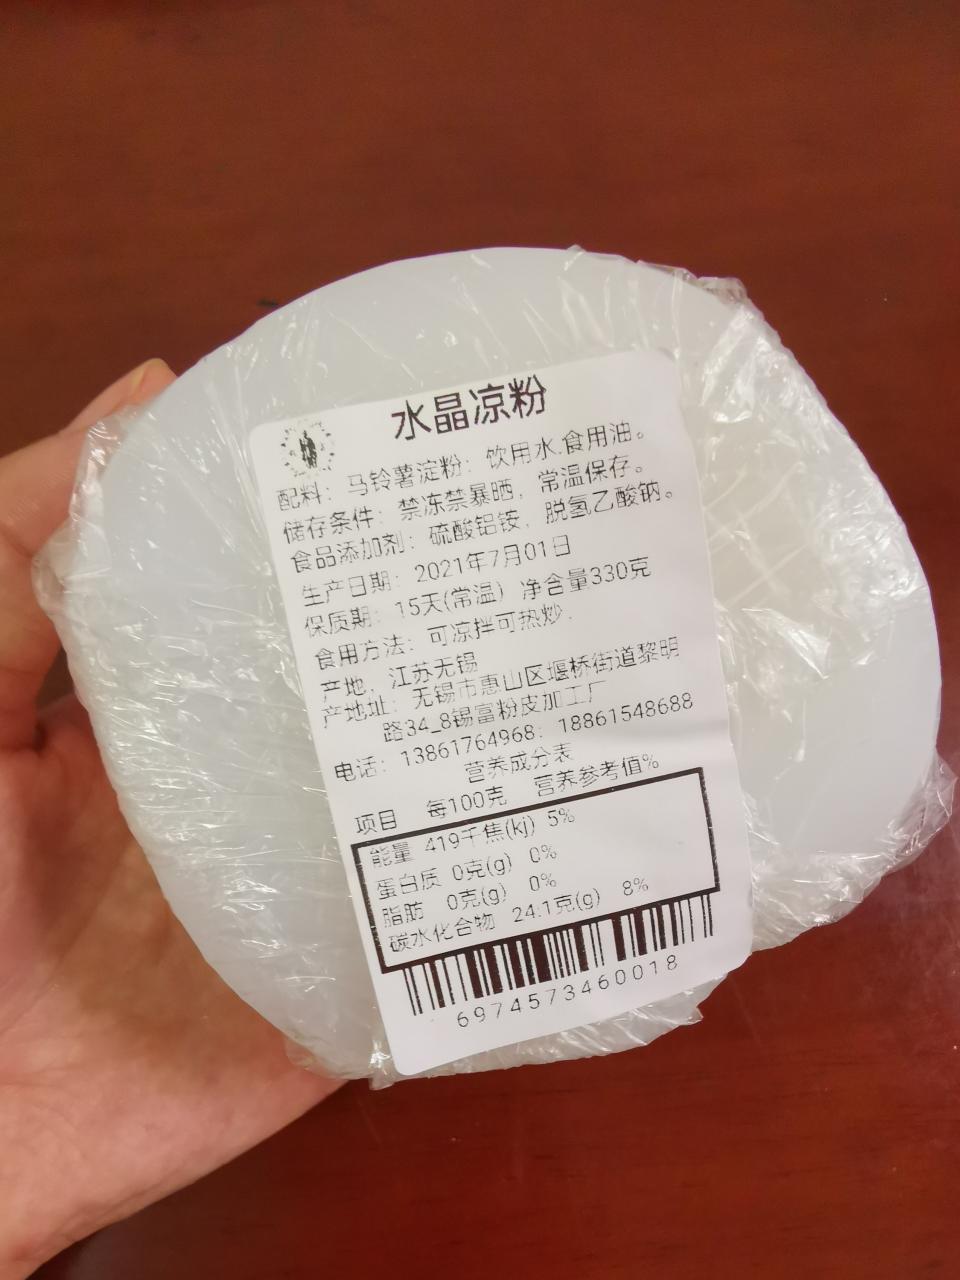 水晶凉粉
配料：马铃薯淀粉：饮用水.食用油。
储存条件：禁冻禁暴晒，常温保存。
食品添加剂：硫酸铝铵，脱氢乙酸钠。
生产日期：2021年7月01日
保质期：15天(常温) 净含量330克
食用方法：可凉拌可热炒.
产地，江苏无锡
产地址：无锡市惠山区堰桥街道黎明
路34_8锡富粉皮加工厂
电话：13861764968：18861548688
营养成分表
项目 每100克 营养参考值%
能量 419千焦(kj) 5%
蛋白质 0克(g) 0%
脂肪 0克(g) 0%
碳水化合物 24.1克(g) 8%
6974573460018